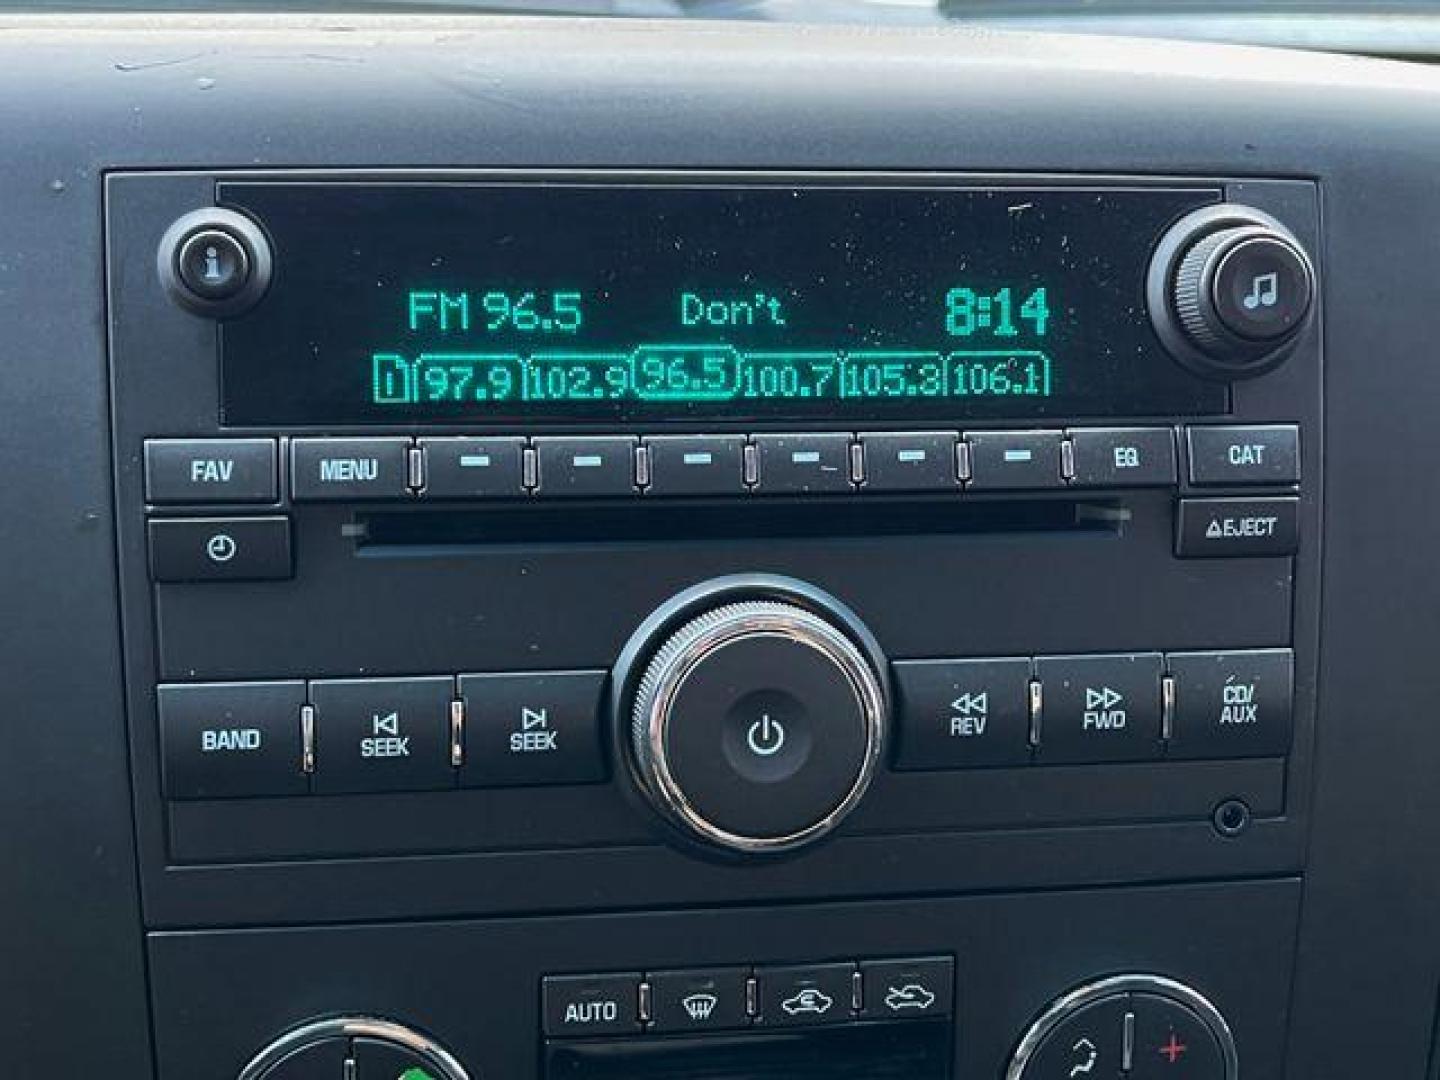 FM 96.5 Don't 8:14
1 97.9 102.9 96.5 100.7 105.3 106.1
FAV MENU EQ CAT
EJECT
BAND SEEK SEEK REV FWD CD/
AUX
AUTO